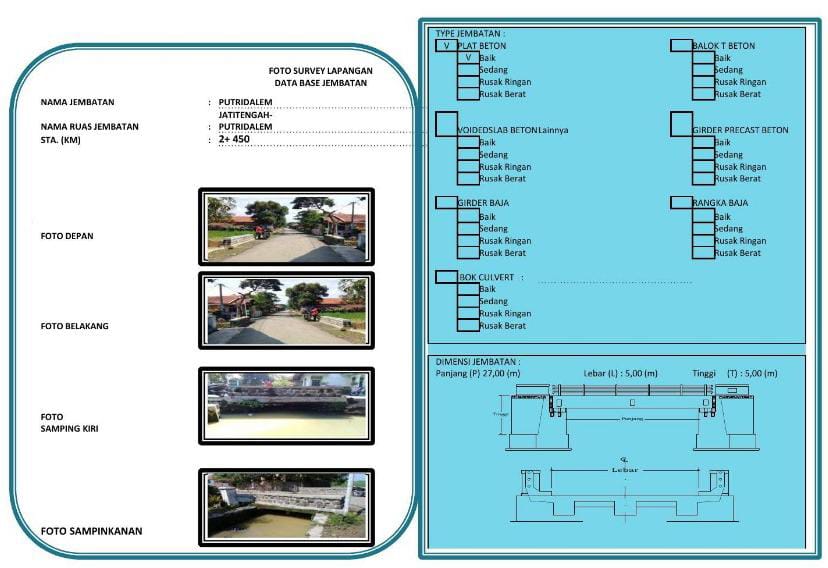 FOTO SURVEY LAPANGAN
DATA BASE JEMBATAN
NAMA JEMBATAN : PUTRIDALEM
JATITENGAH-
NAMA RUAS JEMBATAN : PUTRIDALEM
STA. (KM) : 2+ 450
FOTO DEPAN
FOTO BELAKANG
FOTO
SAMPING KIRI
FOTO SAMPINKANAN
TYPE JEMBATAN :
V PLAT BETON
V Baik
Sedang
Rusak Ringan
Rusak Berat
BALOK T BETON
Baik
Sedang
Rusak Ringan
Rusak Berat
VOIDEDSLAB BETON Lainnya
Baik
Sedang
Rusak Berat
GIRDER PRECAST BETON
Baik
Sedang
Rusak Ringan
Rusak Berat
GIRDER BAJA
Baik
Sedang
Rusak Ringan
Rusak Berat
RANGKA BAJA
Baik
Sedang
Rusak Ringan
Rusak Berat
BOK CULVERT :
Baik
Sedang
Rusak Ringan
Rusak Berat
DIMENSI JEMBATAN :
Panjang (P) 27,00 (m) Lebar (L) : 5,00 (m) Tinggi (T) : 5,00 (m)
Tinggi
Panjang
Lebar